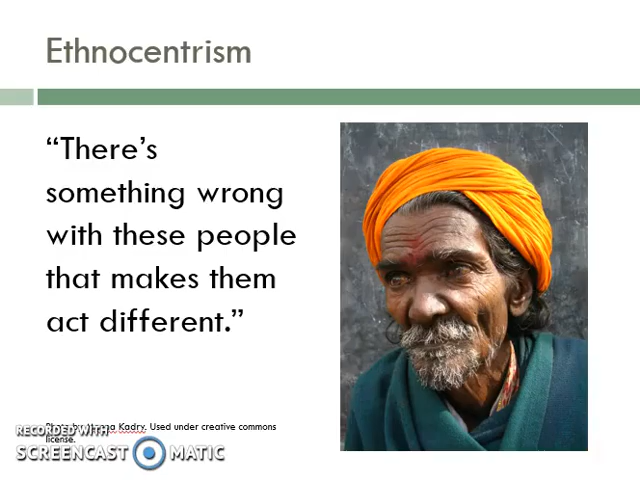 Ethnocentrism
“There’s
something wrong
with these people
that makes them
act different.”
Kadry. Used under creative commons
license.
RECORDED WITH
SCREENCAST MATIC